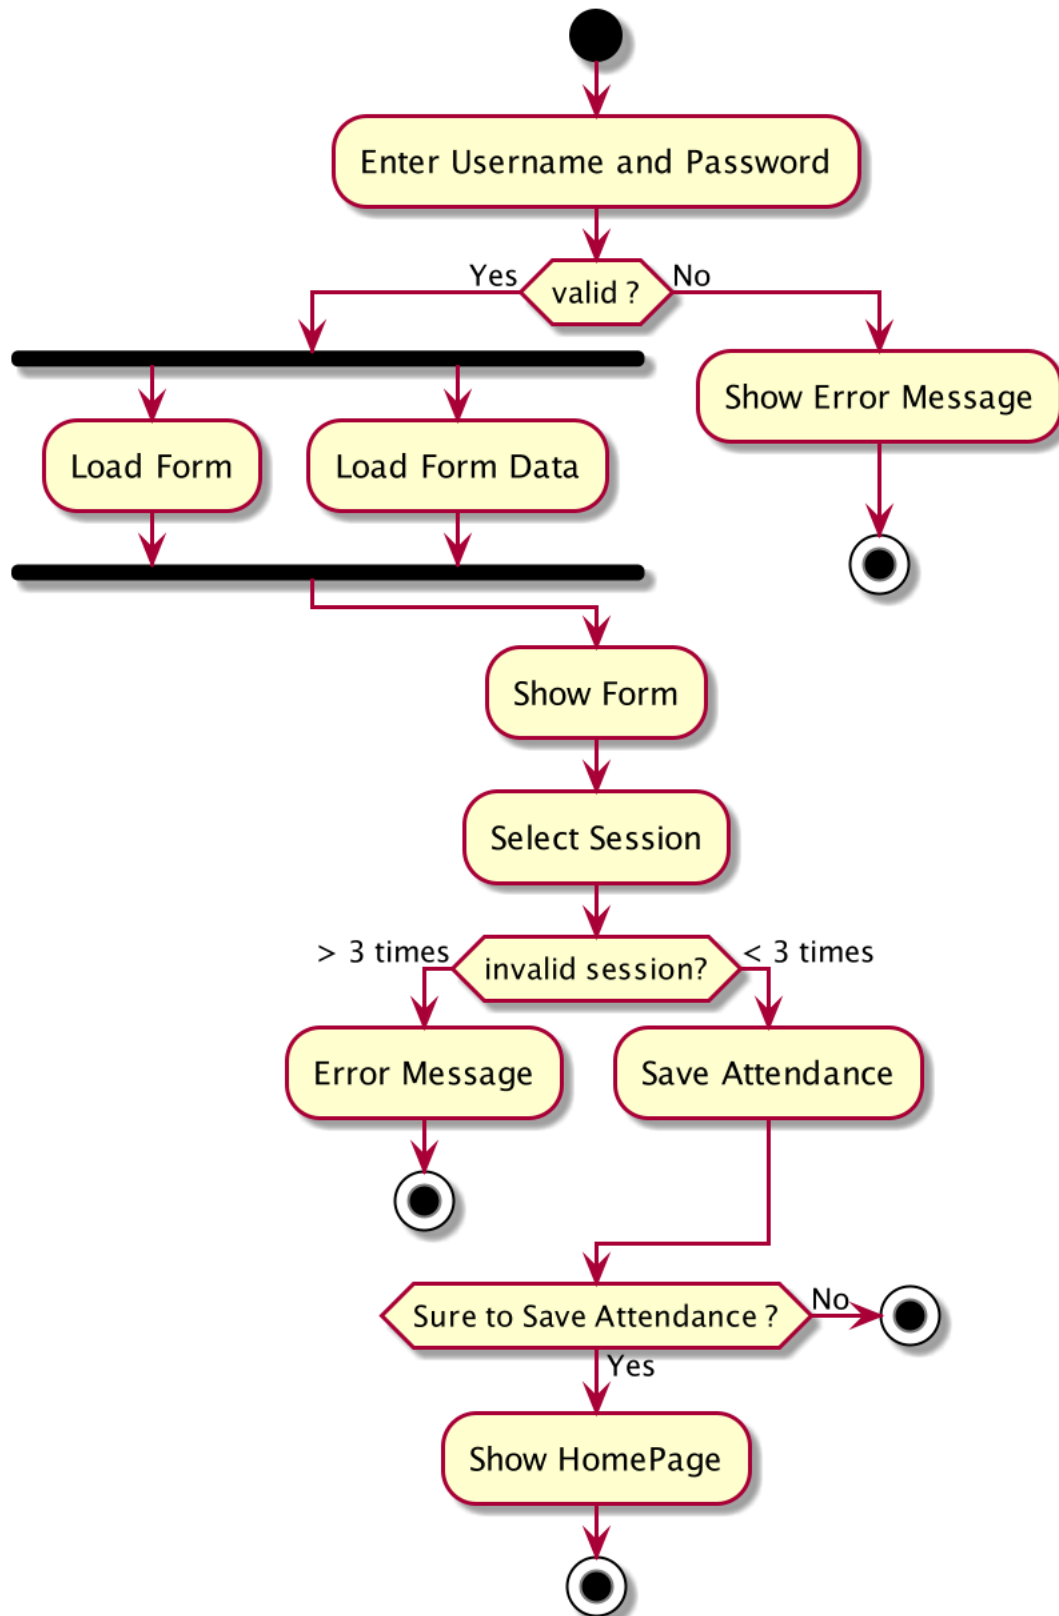 Enter Username and Password
Yes
valid ?
No
Load Form
Load Form Data
Show Error Message
Show Form
Select Session
> 3 times
invalid session?
< 3 times
Error Message
Save Attendance
Sure to Save Attendance ?
No
Yes
Show HomePage